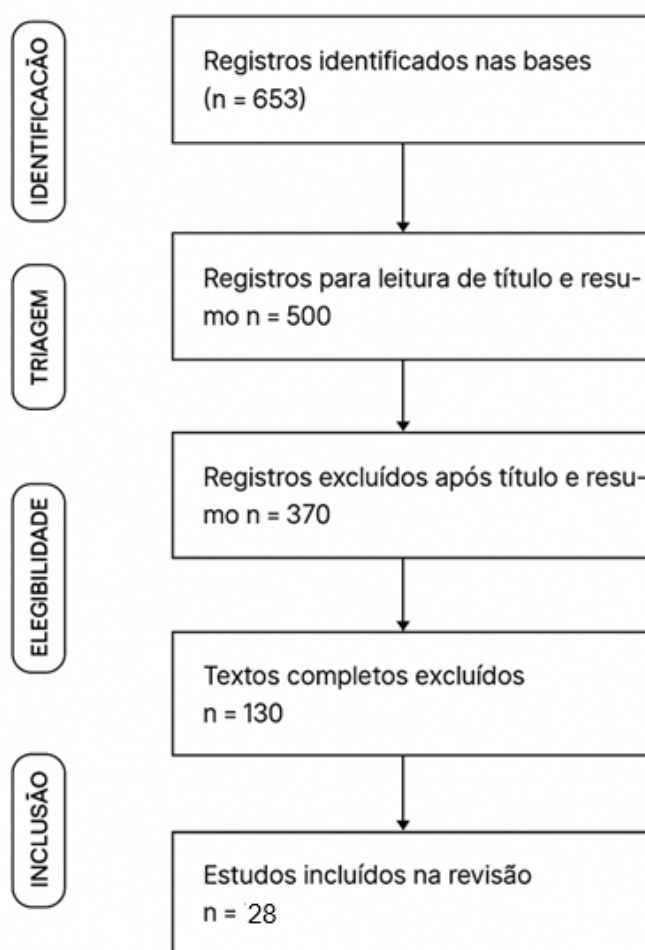 IDENTIFICAÇÃO
Registros identificados nas bases
(n = 653)
TRIAGEM
Registros para leitura de título e resu-
mo n = 500
ELEGIBILIDADE
Registros excluídos após título e resu-
mo n = 370
Textos completos excluídos
n = 130
INCLUSÃO
Estudos incluídos na revisão
n = 28